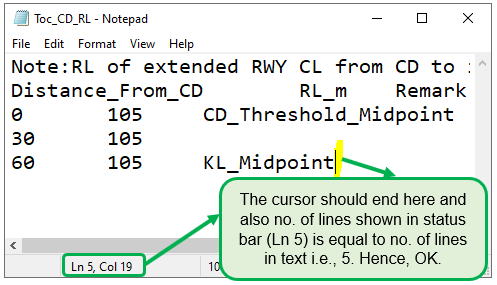 Toc_CD_RL - Notepad
File Edit Format View Help
Note:RL of extended RWY CL from CD to
Distance_From_CD RL_m Remark
0 105 CD_Threshold_Midpoint
30 105
60 105 KL_Midpoint
The cursor should end here and
also no. of lines shown in status
bar (Ln 5) is equal to no. of lines
in text i.e., 5. Hence, OK.
Ln 5, Col 19